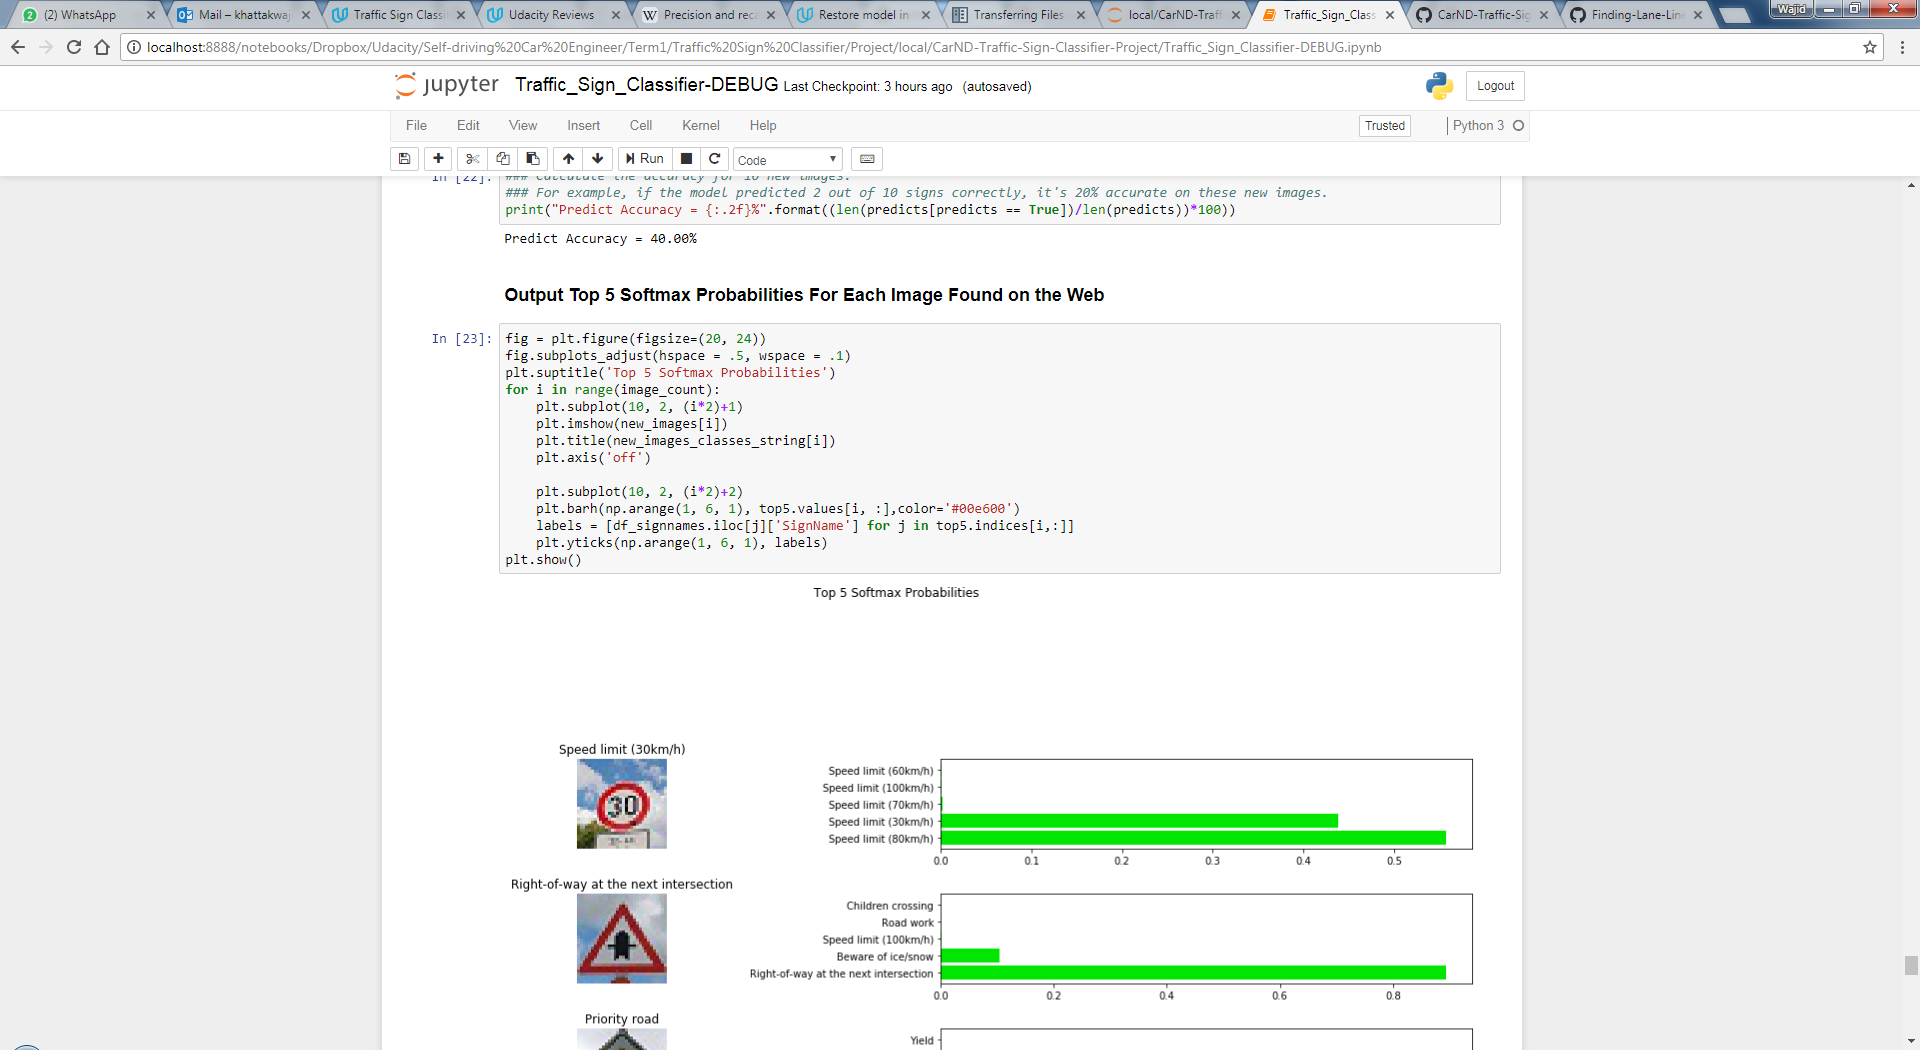 (2) WhatsApp
Mail – khattakwaj
Traffic Sign Classi
Udacity Reviews
Precision and reca
Restore model in
Transferring Files
local/CarND-Traff
Traffic_Sign_Class
CarND-Traffic-Sig
Finding-Lane-Line
Wajid
localhost:8888/notebooks/Dropbox/Udacity/Self-driving%20Car%20Engineer/Term1/Traffic%20Sign%20Classifier/Project/local/CarND-Traffic-Sign-Classifier-Project/Traffic_Sign_Classifier-DEBUG.ipynb
jupyter Traffic_Sign_Classifier-DEBUG Last Checkpoint: 3 hours ago (autosaved)
Logout
File Edit View Insert Cell Kernel Help
Trusted
Python 3
Run
Code
In [22]: ### Calculate the accuracy for 10 new images.
### For example, if the model predicted 2 out of 10 signs correctly, it's 20% accurate on these new images.
print("Predict Accuracy = {:.2f}%".format((len(predicts[predicts == True])/len(predicts))*100))
Predict Accuracy = 40.00%
Output Top 5 Softmax Probabilities For Each Image Found on the Web
In [23]: fig = plt.figure(figsize=(20, 24))
fig.subplots_adjust(hspace = .5, wspace = .1)
plt.suptitle('Top 5 Softmax Probabilities')
for i in range(image_count):
plt.subplot(10, 2, (i*2)+1)
plt.imshow(new_images[i])
plt.title(new_images_classes_string[i])
plt.axis('off')
plt.subplot(10, 2, (i*2)+2)
plt.barh(np.arange(1, 6, 1), top5.values[i, :],color='#00e600')
labels = [df_signnames.iloc[j]['SignName'] for j in top5.indices[i,:]]
plt.yticks(np.arange(1, 6, 1), labels)
plt.show()
Top 5 Softmax Probabilities
Speed limit (30km/h)
30
Speed limit (60km/h)
Speed limit (100km/h)
Speed limit (70km/h)
Speed limit (30km/h)
Speed limit (80km/h)
0.0 0.1 0.2 0.3 0.4 0.5
Right-of-way at the next intersection
Children crossing
Road work
Speed limit (100km/h)
Beware of ice/snow
Right-of-way at the next intersection
0.0 0.2 0.4 0.6 0.8
Priority road
Yield